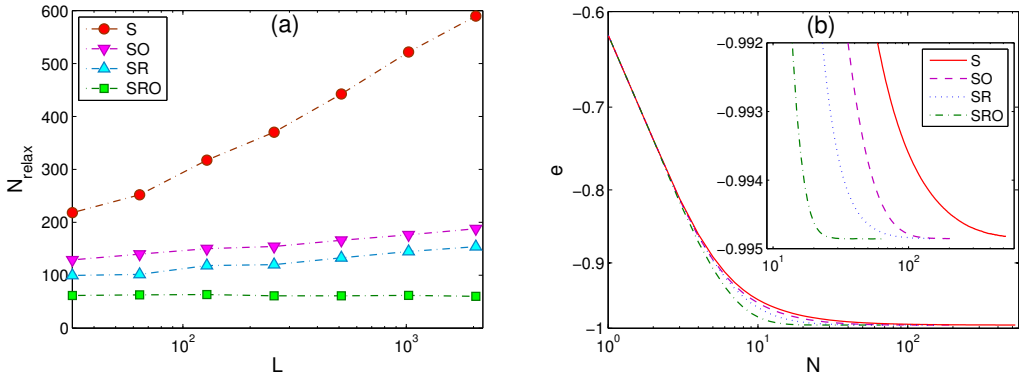 (a)
600
500
400
300
200
100
0
N_relax
S
SO
SR
SRO
10^2
10^3
L
(b)
−0.6
−0.7
−0.8
−0.9
−1
e
10^0
10^1
10^2
N
−0.992
−0.993
−0.994
−0.995
10^1
10^2
S
SO
SR
SRO